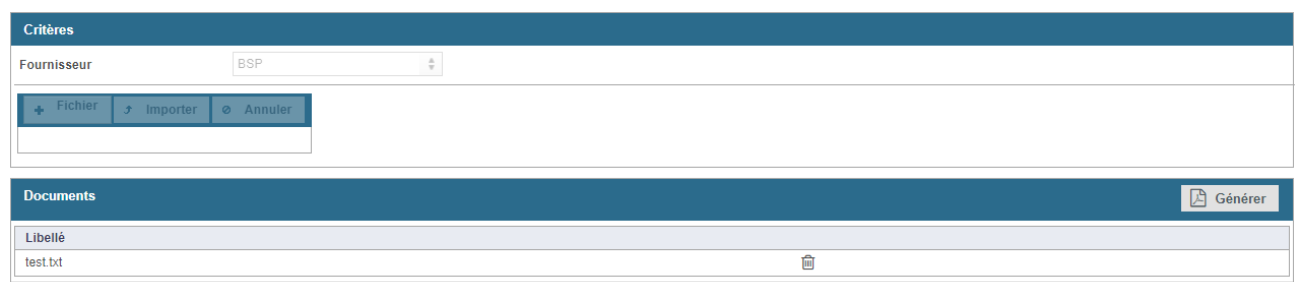 Critères
Fournisseur BSP
Fichier Importer Annuler
Documents Générer
Libellé
test.txt